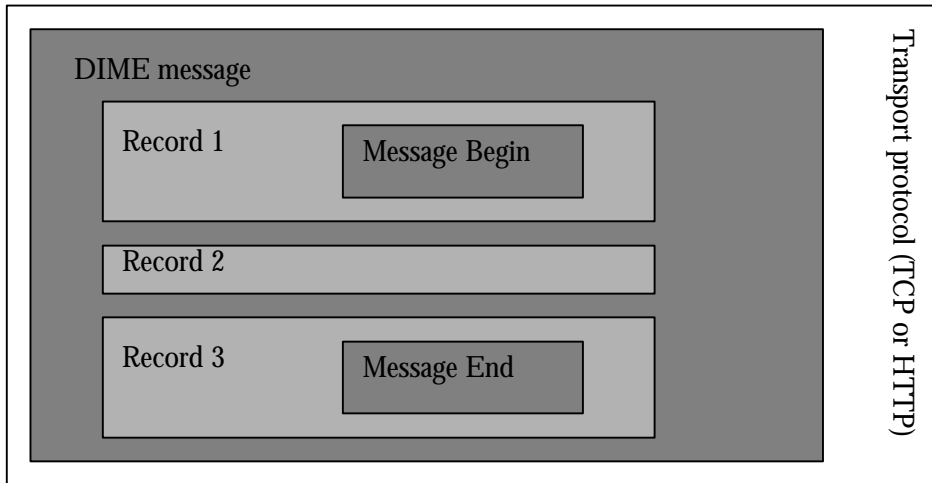 DIME message
Record 1
Message Begin
Record 2
Record 3
Message End
Transport protocol (TCP or HTTP)